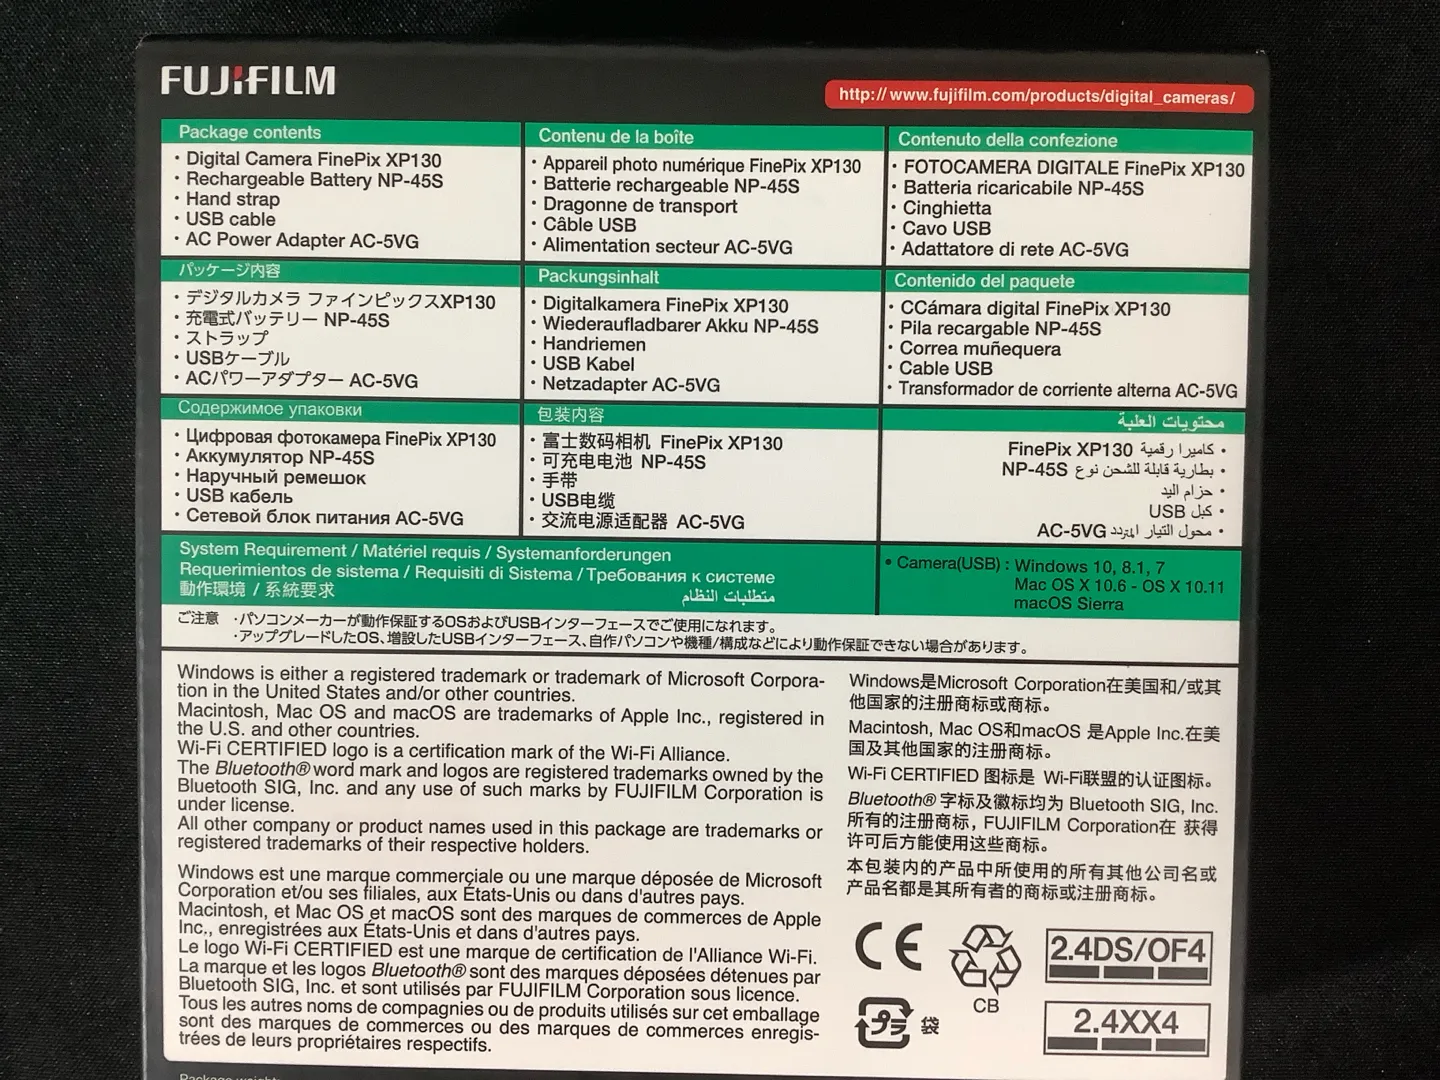 FUJIFILM
http://www.fujifilm.com/products/digital_cameras/
Package contents
・Digital Camera FinePix XP130
・Rechargeable Battery NP-45S
・Hand strap
・USB cable
・AC Power Adapter AC-5VG
Contenu de la boîte
・Appareil photo numérique FinePix XP130
・Batterie rechargeable NP-45S
・Dragonne de transport
・Câble USB
・Alimentation secteur AC-5VG
Contenuto della confezione
・FOTOCAMERA DIGITALE FinePix XP130
・Batteria ricaricabile NP-45S
・Cinghietta
・Cavo USB
・Adattatore di rete AC-5VG
パッケージ内容
・デジタルカメラ ファインピックスXP130
・充電式バッテリー NP-45S
・ストラップ
・USBケーブル
・ACパワーアダプター AC-5VG
Packungsinhalt
・Digitalkamera FinePix XP130
・Wiederaufladbarer Akku NP-45S
・Handriemen
・USB Kabel
・Netzadapter AC-5VG
Contenido del paquete
・CCámara digital FinePix XP130
・Pila recargable NP-45S
・Correa muñequera
・Cable USB
・Transformador de corriente alterna AC-5VG
Содержимое упаковки
・Цифровая фотокамера FinePix XP130
・Аккумулятор NP-45S
・Наручный ремешок
・USB кабель
・Сетевой блок питания AC-5VG
包装内容
・富士数码相机 FinePix XP130
・可充电电池 NP-45S
・手带
・USB电缆
・交流电源适配器 AC-5VG
محتويات العلبة
・كاميرا رقمية FinePix XP130
・بطارية قابلة للشحن نوع NP-45S
・حزام اليد
・كبل USB
・محول التيار المتردد AC-5VG
System Requirement / Matériel requis / Systemanforderungen
Requerimientos de sistema / Requisiti di Sistema / Требования к системе
動作環境 / 系統要求 متطلبات النظام
• Camera(USB) : Windows 10, 8.1, 7
Mac OS X 10.6 - OS X 10.11
macOS Sierra
ご注意 ・パソコンメーカーが動作保証するOSおよびUSBインターフェースでご使用になれます。
・アップグレードしたOS、増設したUSBインターフェース、自作パソコンや機種/構成などにより動作保証できない場合があります。
Windows is either a registered trademark or trademark of Microsoft Corpora-
tion in the United States and/or other countries.
Macintosh, Mac OS and macOS are trademarks of Apple Inc., registered in
the U.S. and other countries.
Wi-Fi CERTIFIED logo is a certification mark of the Wi-Fi Alliance.
The Bluetooth® word mark and logos are registered trademarks owned by the
Bluetooth SIG, Inc. and any use of such marks by FUJIFILM Corporation is
under license.
All other company or product names used in this package are trademarks or
registered trademarks of their respective holders.
Windows est une marque commerciale ou une marque déposée de Microsoft
Corporation et/ou ses filiales, aux États-Unis ou dans d'autres pays.
Macintosh, et Mac OS et macOS sont des marques de commerces de Apple
Inc., enregistrées aux États-Unis et dans d'autres pays.
Le logo Wi-Fi CERTIFIED est une marque de certification de l'Alliance Wi-Fi.
La marque et les logos Bluetooth® sont des marques déposées détenues par
Bluetooth SIG, Inc. et sont utilisés par FUJIFILM Corporation sous licence.
Tous les autres noms de compagnies ou de produits utilisés sur cet emballage
sont des marques de commerces ou des marques de commerces enregis-
trées de leurs propriétaires respectifs.
Windows是Microsoft Corporation在美国和/或其
他国家的注册商标或商标。
Macintosh, Mac OS和macOS 是Apple Inc.在美
国及其他国家的注册商标。
Wi-Fi CERTIFIED 图标是 Wi-Fi联盟的认证图标。
Bluetooth® 字标及徽标均为 Bluetooth SIG, Inc.
所有的注册商标, FUJIFILM Corporation在 获得
许可后方能使用这些商标。
本包装内的产品中所使用的所有其他公司名或
产品名都是其所有者的商标或注册商标。
CE
CB
2.4DS/OF4
プラ 袋
2.4XX4
Package weight: